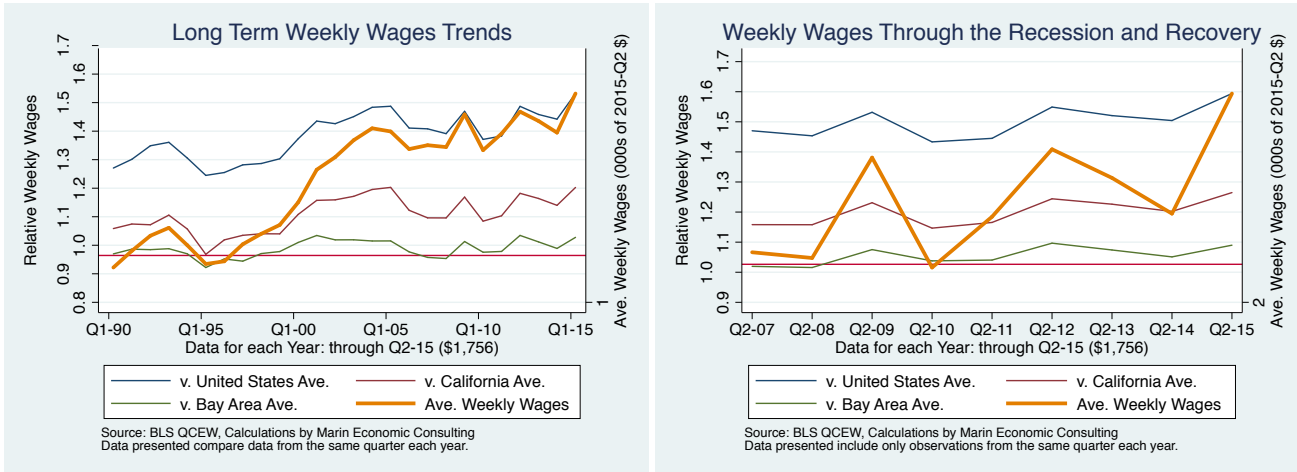 Long Term Weekly Wages Trends
Relative Weekly Wages
1.7
1.6
1.5
1.4
1.3
1.2
1.1
1.0
0.9
0.8
1
Ave. Weekly Wages (000s of 2015-Q2 $)
Q1-90 Q1-95 Q1-00 Q1-05 Q1-10 Q1-15
Data for each Year: through Q2-15 ($1,756)
v. United States Ave. v. California Ave.
v. Bay Area Ave. Ave. Weekly Wages
Source: BLS QCEW, Calculations by Marin Economic Consulting
Data presented compare data from the same quarter each year.
Weekly Wages Through the Recession and Recovery
Relative Weekly Wages
1.7
1.6
1.5
1.4
1.3
1.2
1.1
1.0
0.9
2
Ave. Weekly Wages (000s of 2015-Q2 $)
Q2-07 Q2-08 Q2-09 Q2-10 Q2-11 Q2-12 Q2-13 Q2-14 Q2-15
Data for each Year: through Q2-15 ($1,756)
v. United States Ave. v. California Ave.
v. Bay Area Ave. Ave. Weekly Wages
Source: BLS QCEW, Calculations by Marin Economic Consulting
Data presented include only observations from the same quarter each year.